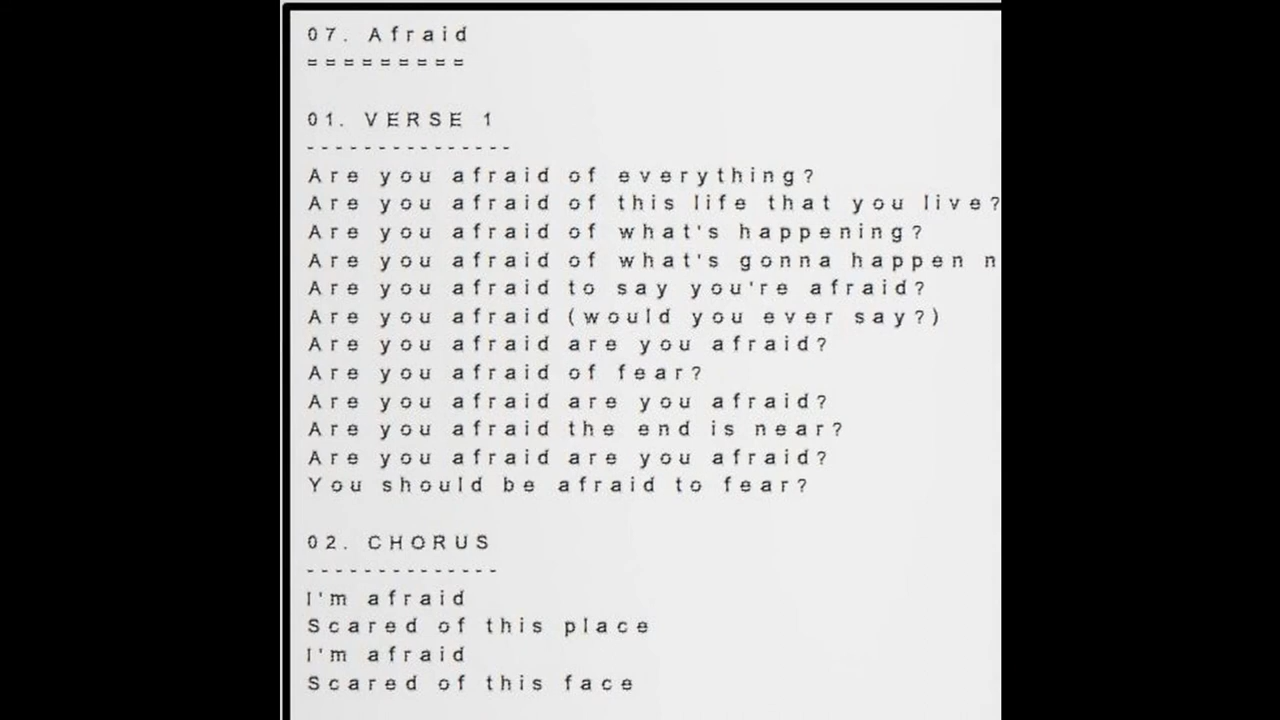 07. Afraid
=========
01. VERSE 1
---------------
Are you afraid of everything?
Are you afraid of this life that you live?
Are you afraid of what's happening?
Are you afraid of what's gonna happen n
Are you afraid to say you're afraid?
Are you afraid (would you ever say?)
Are you afraid are you afraid?
Are you afraid of fear?
Are you afraid are you afraid?
Are you afraid the end is near?
Are you afraid are you afraid?
You should be afraid to fear?
02. CHORUS
--------------
I'm afraid
Scared of this place
I'm afraid
Scared of this face